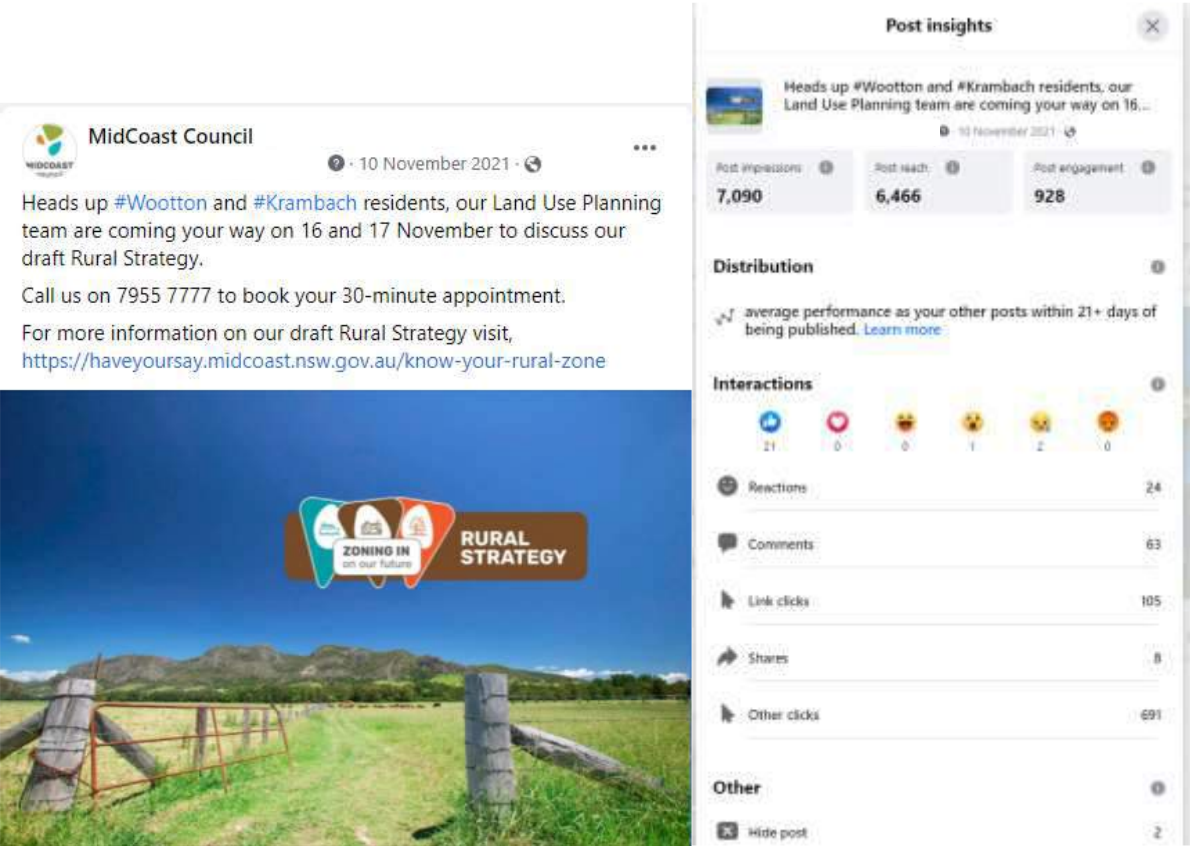 MidCoast Council
10 November 2021 ·
Heads up #Wootton and #Krambach residents, our Land Use Planning
team are coming your way on 16 and 17 November to discuss our
draft Rural Strategy.
Call us on 7955 7777 to book your 30-minute appointment.
For more information on our draft Rural Strategy visit,
https://haveyoursay.midcoast.nsw.gov.au/know-your-rural-zone
MIDCOAST
council
ZONING IN
on our future
RURAL
STRATEGY
Post insights
Heads up #Wootton and #Krambach residents, our
Land Use Planning team are coming your way on 16...
10 November 2021 ·
Post impressions
7,090
Post reach
6,466
Post engagement
928
Distribution
average performance as your other posts within 21+ days of
being published. Learn more
Interactions
21
0
0
1
2
0
Reactions 24
Comments 63
Link clicks 105
Shares 8
Other clicks 691
Other
Hide post 2